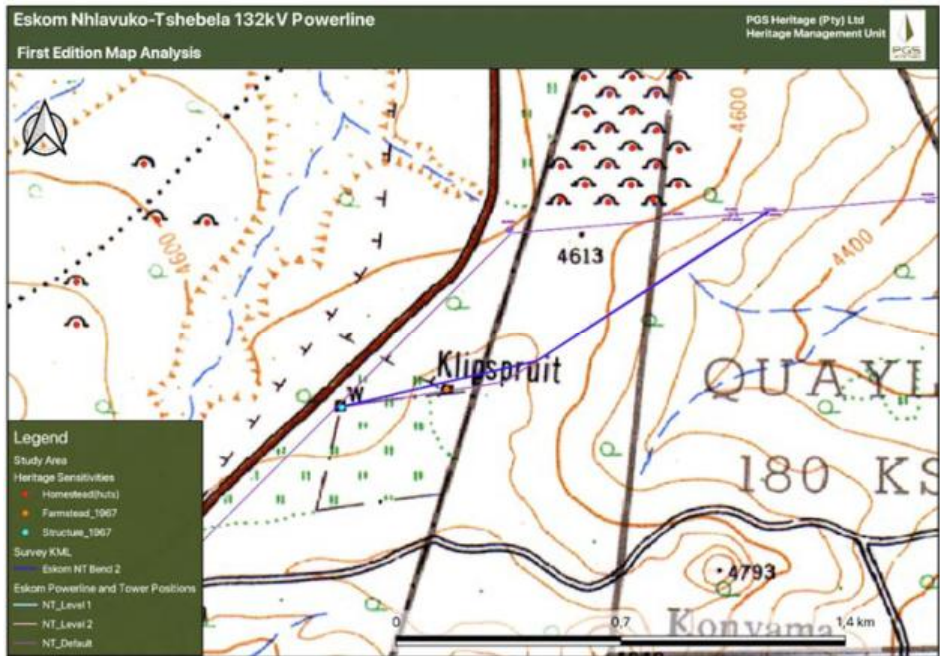 Eskom Nhlavuko-Tshebela 132kV Powerline
First Edition Map Analysis
PGS Heritage (Pty) Ltd
Heritage Management Unit
PGS
4600
4600
4613
4400
W
Klipspruit
QUAYL
180 KS
4793
Konyama
0
0,7
1,4 km
Legend
Study Area
Heritage Sensitivities
Homestead(huts)
Farmstead_1967
Structure_1967
Survey KML
Eskom NT Bend 2
Eskom Powerline and Tower Positions
NT_Level 1
NT_Level 2
NT_Default